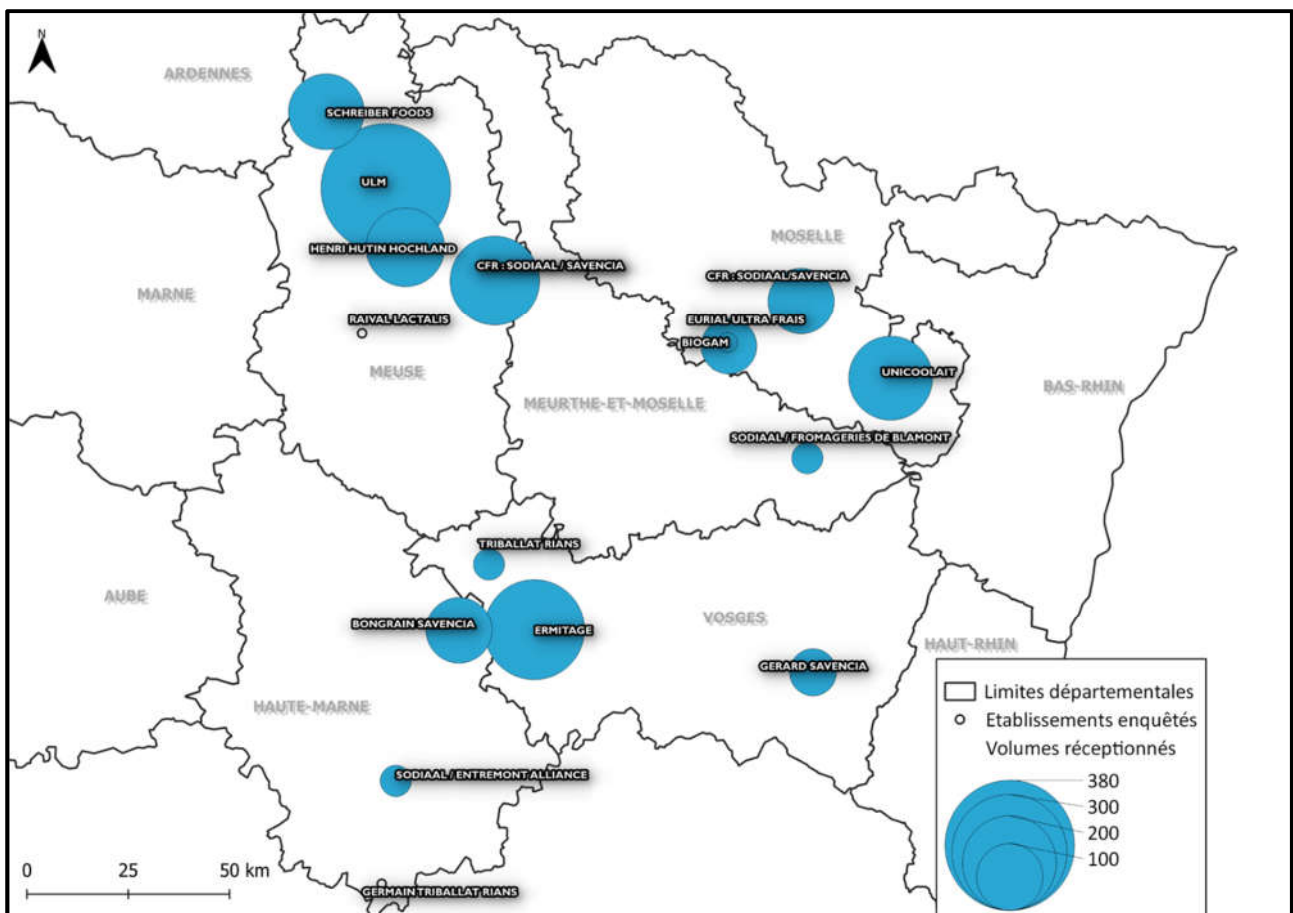 N
ARDENNES
SCHREIBER FOODS
ULM
HENRI HUTIN HOCHLAND
CFR : SODIAAL / SAVENCIA
MOSELLE
CFR : SODIAAL/SAVENCIA
MARNE
RAIVAL LACTALIS
EURIAL ULTRA FRAIS
BIOGAM
MEUSE
UNICOOLAIT
BAS-RHIN
MEURTHE-ET-MOSELLE
SODIAAL / FROMAGERIES DE BLAMONT
TRIBALLAT RIANS
AUBE
BONGRAIN SAVENCIA
ERMITAGE
VOSGES
HAUT-RHIN
GERARD SAVENCIA
HAUTE-MARNE
SODIAAL / ENTREMONT ALLIANCE
GERMAIN TRIBALLAT RIANS
0 25 50 km
Limites départementales
Etablissements enquêtés
Volumes réceptionnés
380
300
200
100